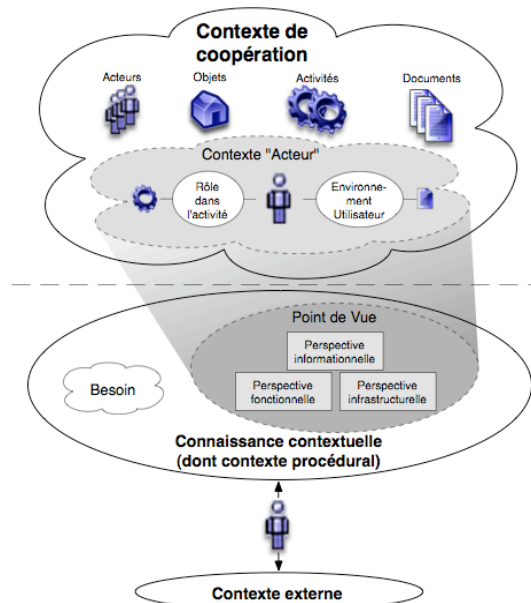 Contexte de
coopération
Acteurs
Objets
Activités
Documents
Contexte "Acteur"
Rôle
dans
l'activité
Environne-
ment
Utilisateur
Point de Vue
Perspective
informationnelle
Perspective
fonctionnelle
Perspective
infrastructurelle
Besoin
Connaissance contextuelle
(dont contexte procédural)
Contexte externe